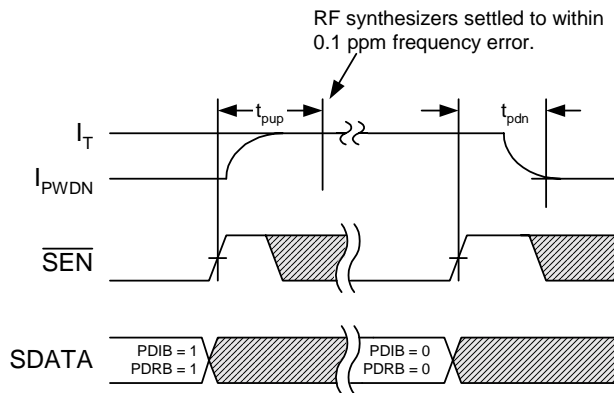 RF synthesizers settled to within
0.1 ppm frequency error.
tpup
tpdn
IT
IPWDN
SEN
SDATA
PDIB = 1
PDRB = 1
PDIB = 0
PDRB = 0